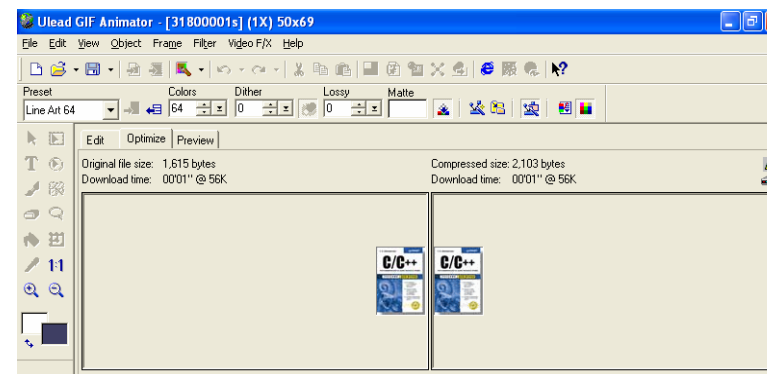 Ulead GIF Animator - [31800001s] (1X) 50x69
File Edit View Object Frame Filter Video F/X Help
Preset Colors Dither Lossy Matte
Line Art 64 64 0 0
T 1:1
Edit Optimize Preview
Original file size: 1,615 bytes Compressed size: 2,103 bytes
Download time: 00'01'' @ 56K Download time: 00'01'' @ 56K
C/C++ C/C++